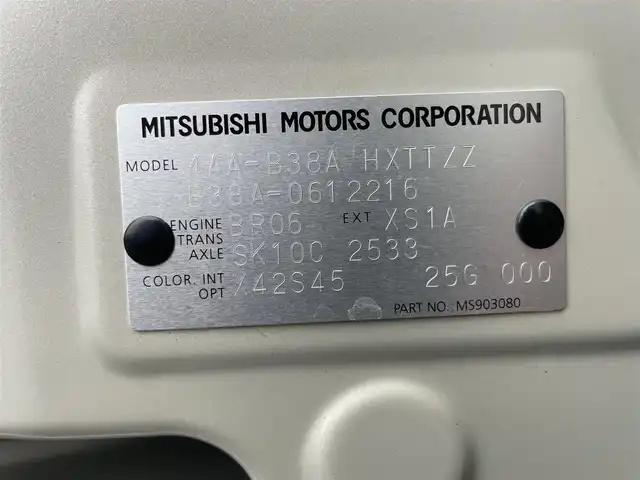 MITSUBISHI MOTORS CORPORATION
MODEL 4AA-B38A HXTTZZ
B38A-0612216
ENGINE BR06 EXT XS1A
TRANS AXLE SK10C 2533
COLOR. INT OPT 42S45 25G 000
PART NO.: MS903080